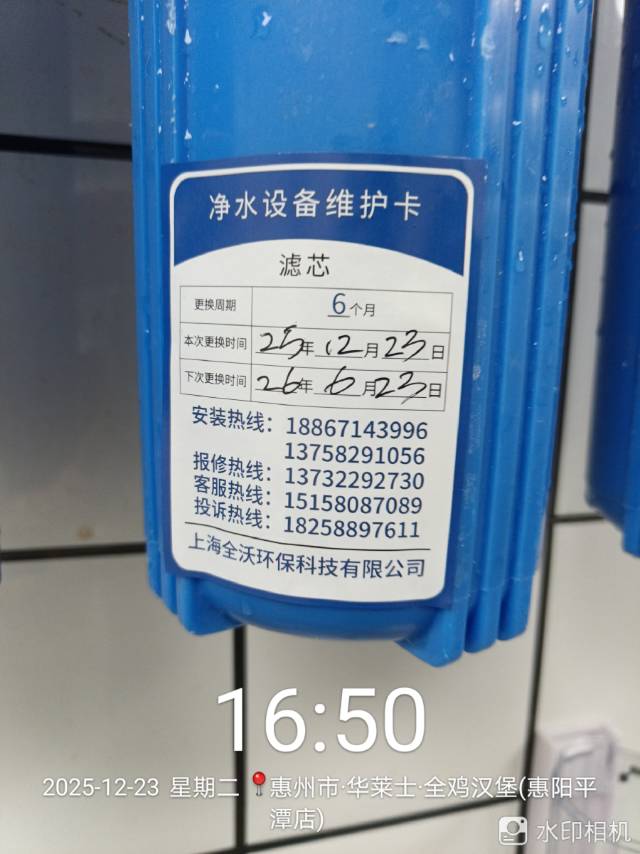 净水设备维护卡
滤芯
更换周期 6个月
本次更换时间 25年12月23日
下次更换时间 26年6月23日
安装热线：18867143996
13758291056
报修热线：13732292730
客服热线：15158087089
投诉热线：18258897611
上海全沃环保科技有限公司
16:50
2025-12-23 星期二 惠州市·华莱士·全鸡汉堡(惠阳平
潭店)
水印相机